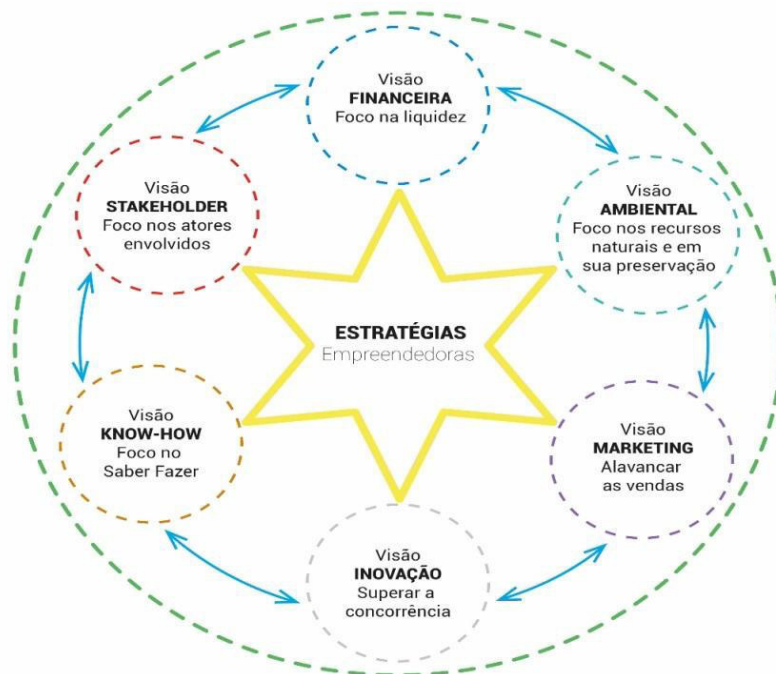 Visão
FINANCEIRA
Foco na liquidez
Visão
STAKEHOLDER
Foco nos atores
envolvidos
Visão
AMBIENTAL
Foco nos recursos
naturais e em
sua preservação
ESTRATÉGIAS
Empreendedoras
Visão
KNOW-HOW
Foco no
Saber Fazer
Visão
MARKETING
Alavancar
as vendas
Visão
INOVAÇÃO
Superar a
concorrência